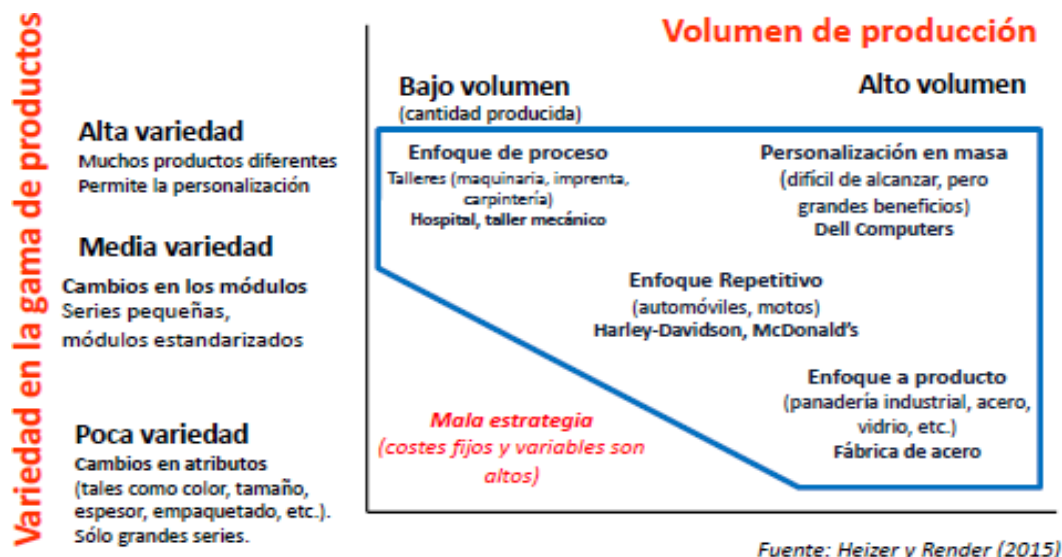 Variedad en la gama de productos
Volumen de producción
Bajo volumen
(cantidad producida)
Alto volumen
Alta variedad
Muchos productos diferentes
Permite la personalización
Media variedad
Cambios en los módulos
Series pequeñas,
módulos estandarizados
Poca variedad
Cambios en atributos
(tales como color, tamaño,
espesor, empaquetado, etc.).
Sólo grandes series.
Enfoque de proceso
Talleres (maquinaria, imprenta,
carpintería)
Hospital, taller mecánico
Personalización en masa
(difícil de alcanzar, pero
grandes beneficios)
Dell Computers
Enfoque Repetitivo
(automóviles, motos)
Harley-Davidson, McDonald's
Enfoque a producto
(panadería industrial, acero,
vidrio, etc.)
Fábrica de acero
Mala estrategia
(costes fijos y variables son
altos)
Fuente: Heizer y Render (2015)